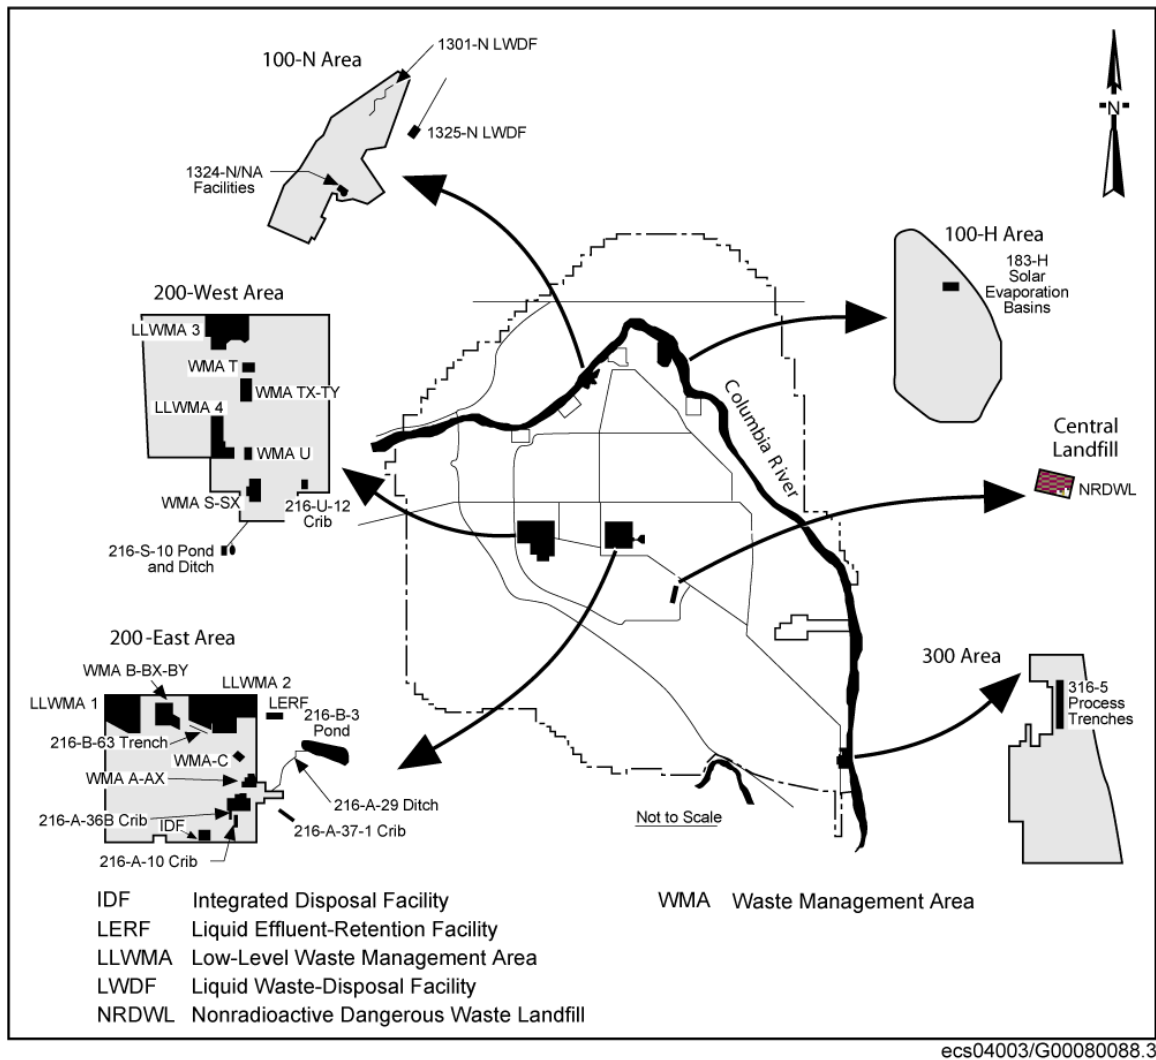 100-N Area
1301-N LWDF
1325-N LWDF
1324-N/NA
Facilities
N
100-H Area
183-H
Solar
Evaporation
Basins
200-West Area
LLWMA 3
WMA T
WMA TX-TY
LLWMA 4
WMA U
WMA S-SX
216-U-12
Crib
216-S-10 Pond
and Ditch
Columbia River
Central
Landfill
NRDWL
200 -East Area
WMA B-BX-BY
LLWMA 1
LLWMA 2
LERF
216-B-3
Pond
216-B-63 Trench
WMA-C
WMA A-AX
216-A-29 Ditch
216-A-36B Crib
216-A-37-1 Crib
IDF
216-A-10 Crib
300 Area
316-5
Process
Trenches
Not to Scale
IDF Integrated Disposal Facility
LERF Liquid Effluent-Retention Facility
LLWMA Low-Level Waste Management Area
LWDF Liquid Waste-Disposal Facility
NRDWL Nonradioactive Dangerous Waste Landfill
WMA Waste Management Area
ecs04003/G00080088.3